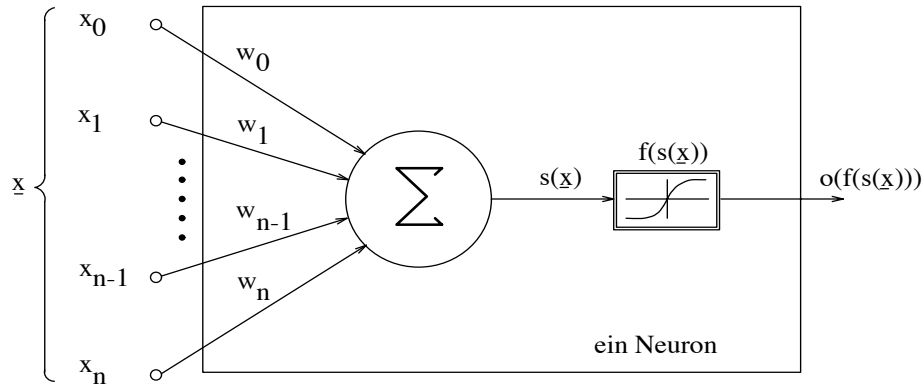 x₀
w₀
x₁
w₁
x̲
wₙ₋₁
xₙ₋₁
wₙ
xₙ
Σ
s(x̲)
f(s(x̲))
o(f(s(x̲)))
ein Neuron